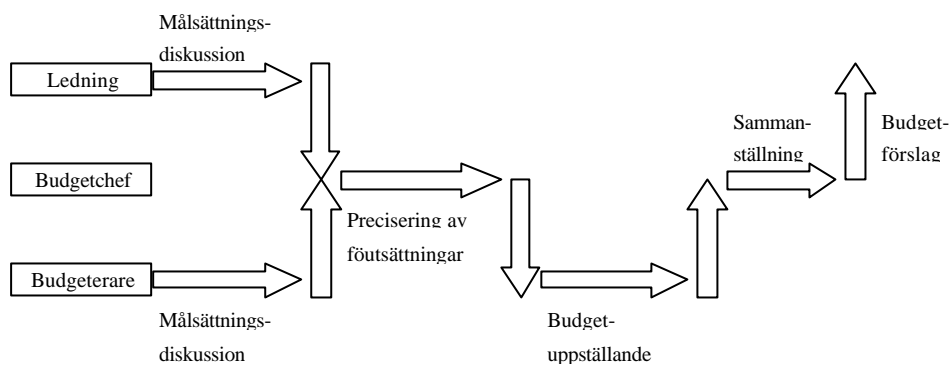 Målsättnings-
diskussion
Ledning
Budgetchef
Budgeterare
Målsättnings-
diskussion
Precisering av
föutsättningar
Budget-
uppställande
Samman-
ställning
Budget-
förslag